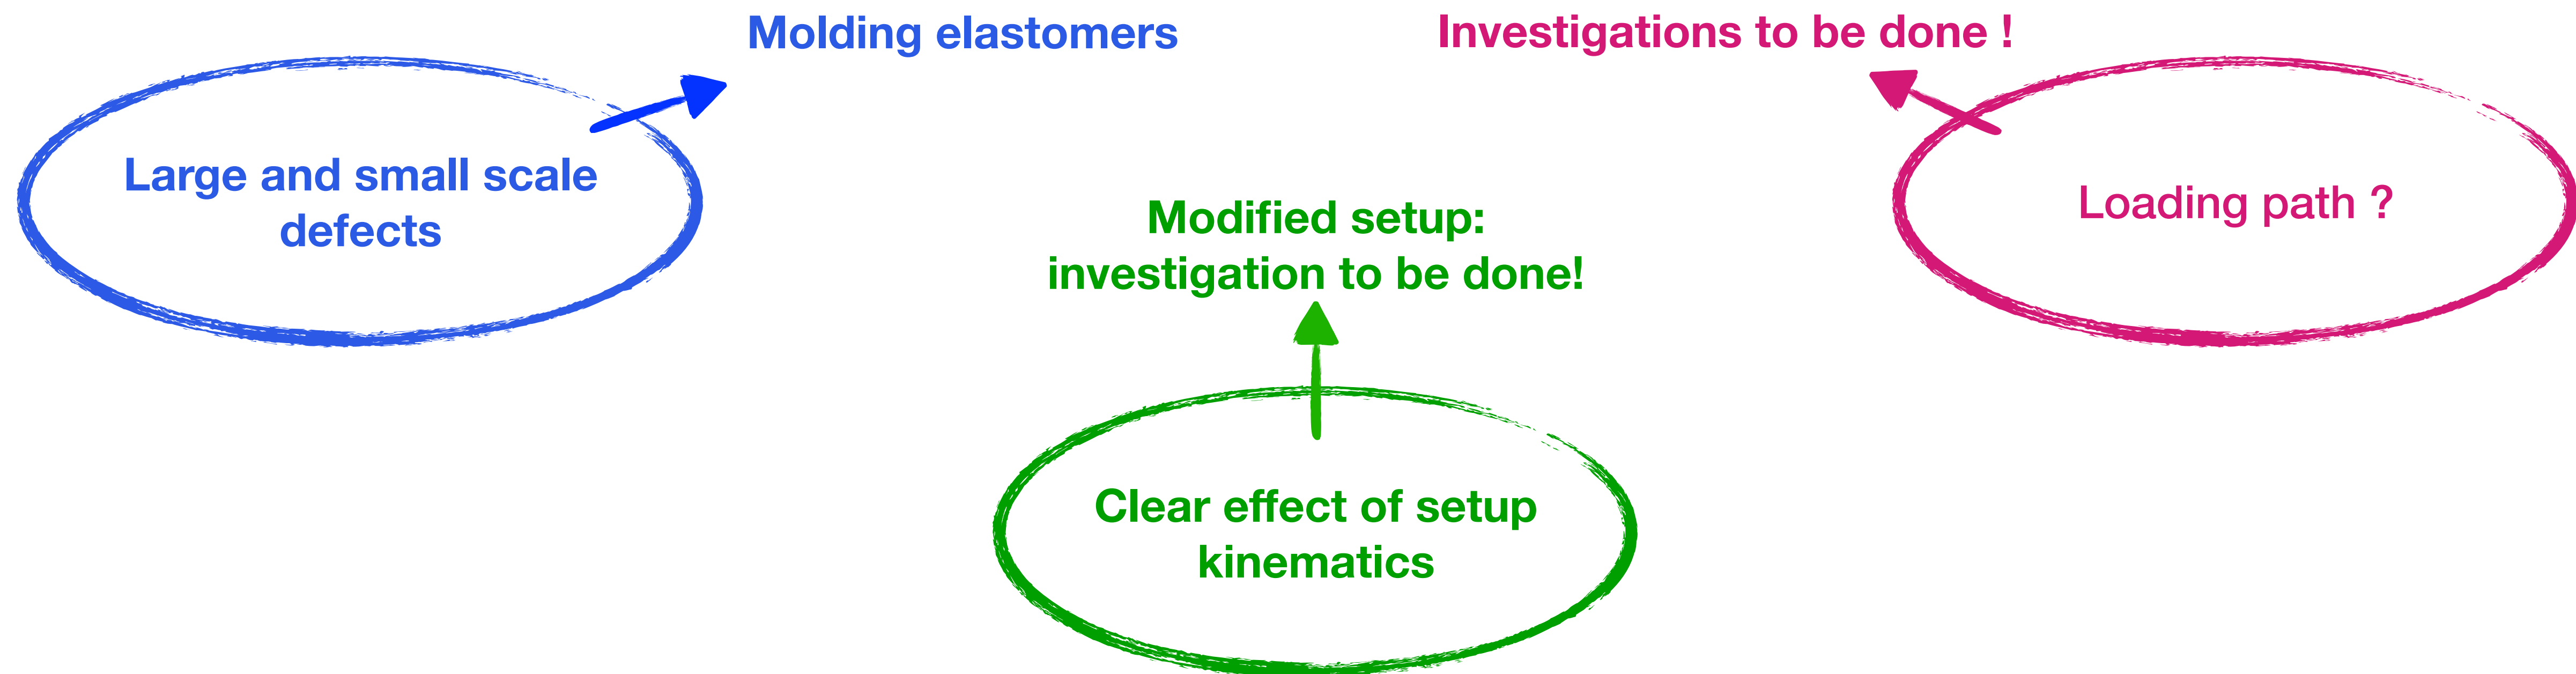 Molding elastomers
Investigations to be done !
Large and small scale
defects
Loading path ?
Modified setup:
investigation to be done!
Clear effect of setup
kinematics